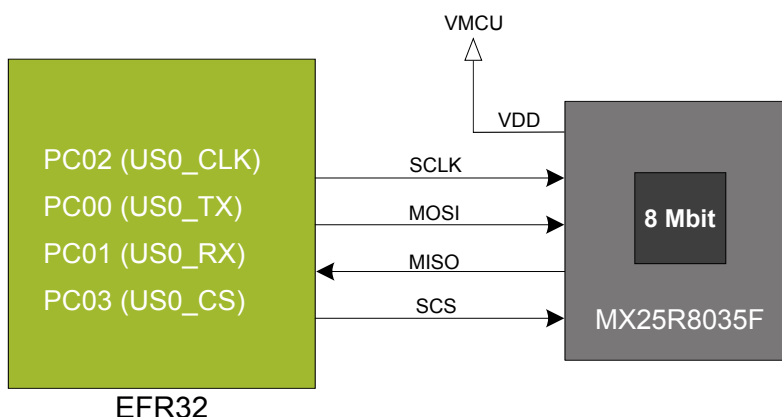 VMCU
VDD
PC02 (US0_CLK)
SCLK
PC00 (US0_TX)
MOSI
8 Mbit
PC01 (US0_RX)
MISO
PC03 (US0_CS)
SCS
MX25R8035F
EFR32